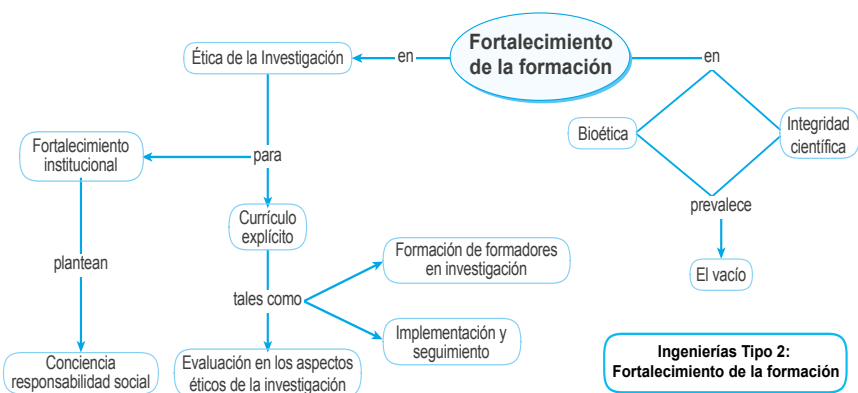 Fortalecimiento
de la formación
en
Ética de la Investigación
en
Bioética
Integridad
científica
Fortalecimiento
institucional
para
prevalece
Currículo
explícito
El vacío
plantean
Formación de formadores
en investigación
tales como
Implementación y
seguimiento
Conciencia
responsabilidad social
Evaluación en los aspectos
éticos de la investigación
Ingenierías Tipo 2:
Fortalecimiento de la formación